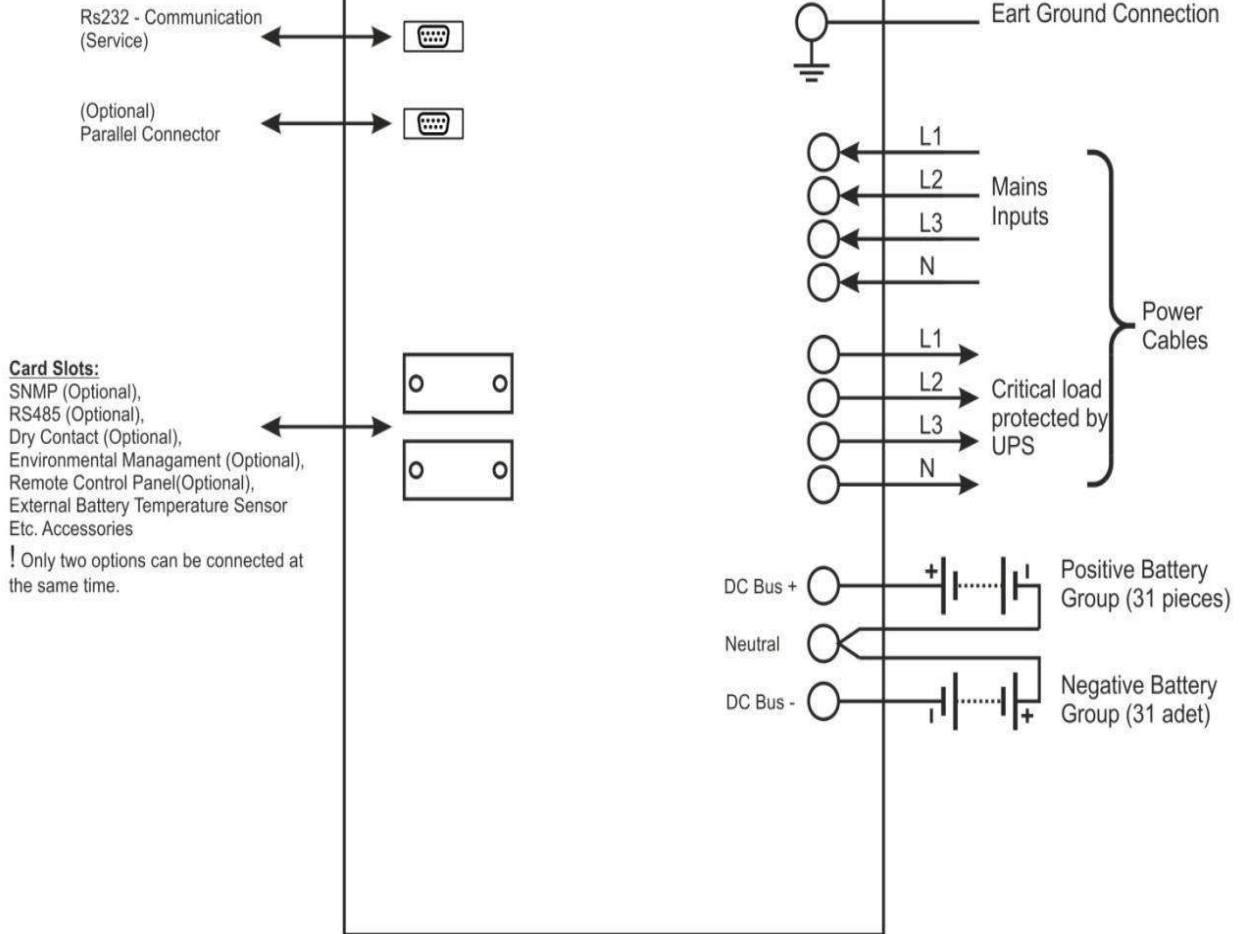 Rs232 - Communication
(Service)
(Optional)
Parallel Connector
Card Slots:
SNMP (Optional),
RS485 (Optional),
Dry Contact (Optional),
Environmental Managament (Optional),
Remote Control Panel(Optional),
External Battery Temperature Sensor
Etc. Accessories
! Only two options can be connected at
the same time.
Eart Ground Connection
L1
L2
L3
N
Mains
Inputs
L1
L2
L3
N
Critical load
protected by
UPS
Power
Cables
DC Bus +
Neutral
DC Bus -
+
Positive Battery
Group (31 pieces)
Negative Battery
Group (31 adet)
+